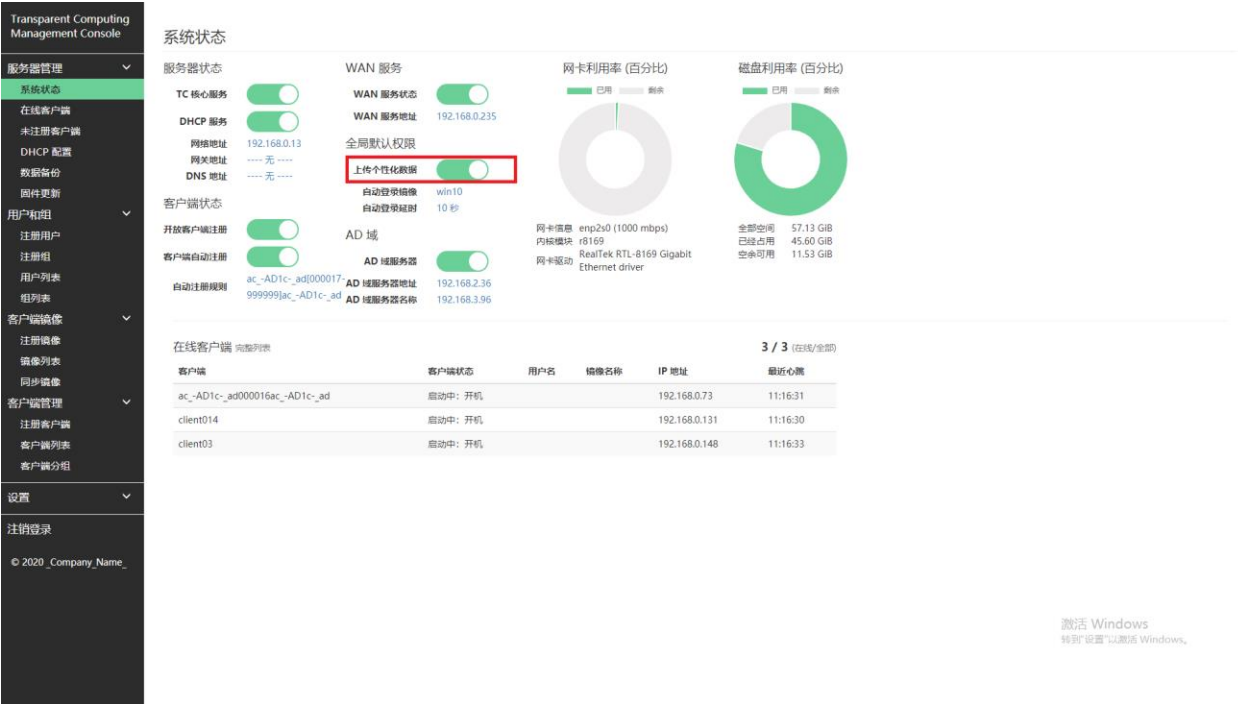 Transparent Computing
Management Console
服务器管理
系统状态
在线客户端
未注册客户端
DHCP 配置
数据备份
固件更新
用户和组
注册用户
注册组
用户列表
组列表
客户端镜像
注册镜像
镜像列表
同步镜像
客户端管理
注册客户端
客户端列表
客户端分组
设置
注销登录
© 2020 _Company_Name_
系统状态
服务器状态
TC 核心服务
DHCP 服务
网络地址 192.168.0.13
网关地址 ---- 无 ----
DNS 地址 ---- 无 ----
客户端状态
开放客户端注册
客户端自动注册
自动注册规则 ac_-AD1c-_ad[000017-
999999]ac_-AD1c-_ad
WAN 服务
WAN 服务状态
WAN 服务地址 192.168.0.235
全局默认权限
上传个性化数据
自动登录镜像 win10
自动登录延时 10 秒
AD 域
AD 域服务器
AD 域服务器地址 192.168.2.36
AD 域服务器名称 192.168.3.96
网卡利用率 (百分比)
已用 剩余
网卡信息 enp2s0 (1000 mbps)
内核模块 r8169
网卡驱动 RealTek RTL-8169 Gigabit
Ethernet driver
磁盘利用率 (百分比)
已用 剩余
全部空间 57.13 GiB
已经占用 45.60 GiB
空余可用 11.53 GiB
在线客户端 完整列表 3 / 3 (在线/全部)
客户端 客户端状态 用户名 镜像名称 IP 地址 最近心跳
ac_-AD1c-_ad000016ac_-AD1c-_ad 启动中：开机 192.168.0.73 11:16:31
client014 启动中：开机 192.168.0.131 11:16:30
client03 启动中：开机 192.168.0.148 11:16:33
激活 Windows
转到"设置"以激活 Windows。